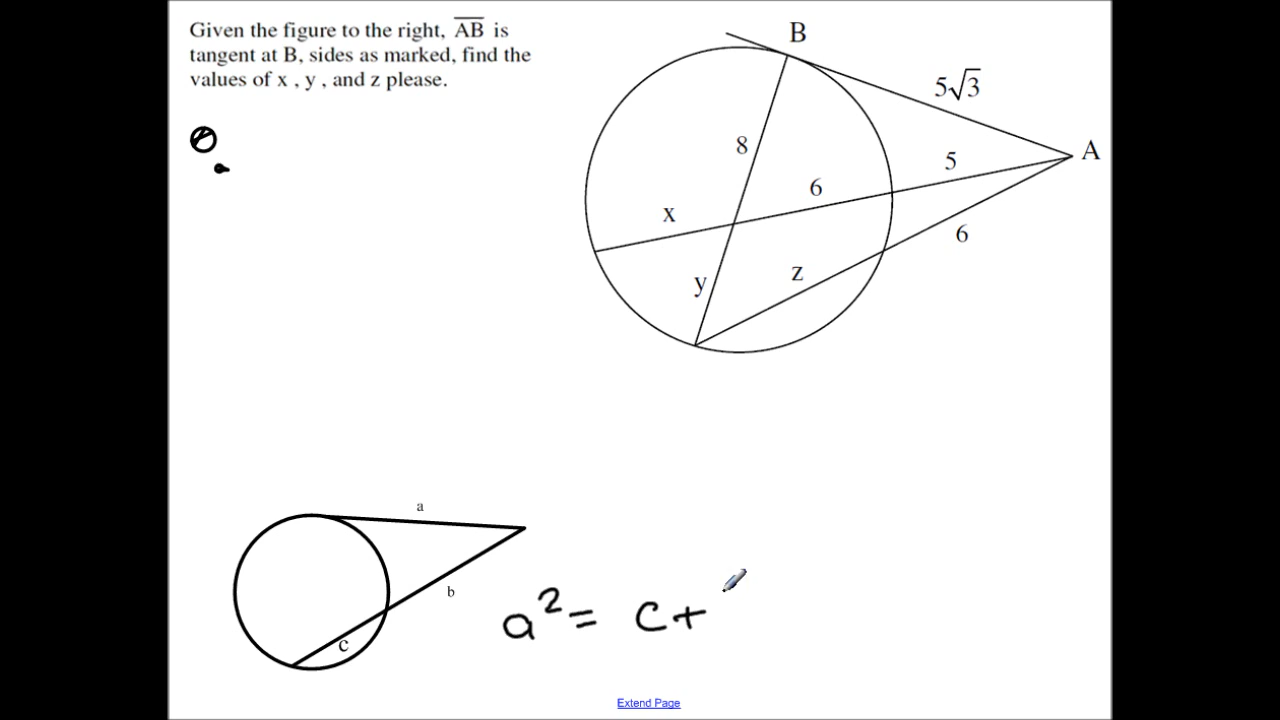 Given the figure to the right, AB is
tangent at B, sides as marked, find the
values of x , y , and z please.
B
5√3
A
5
8
6
x
6
z
y
a
b
c
a² = c+
Extend Page